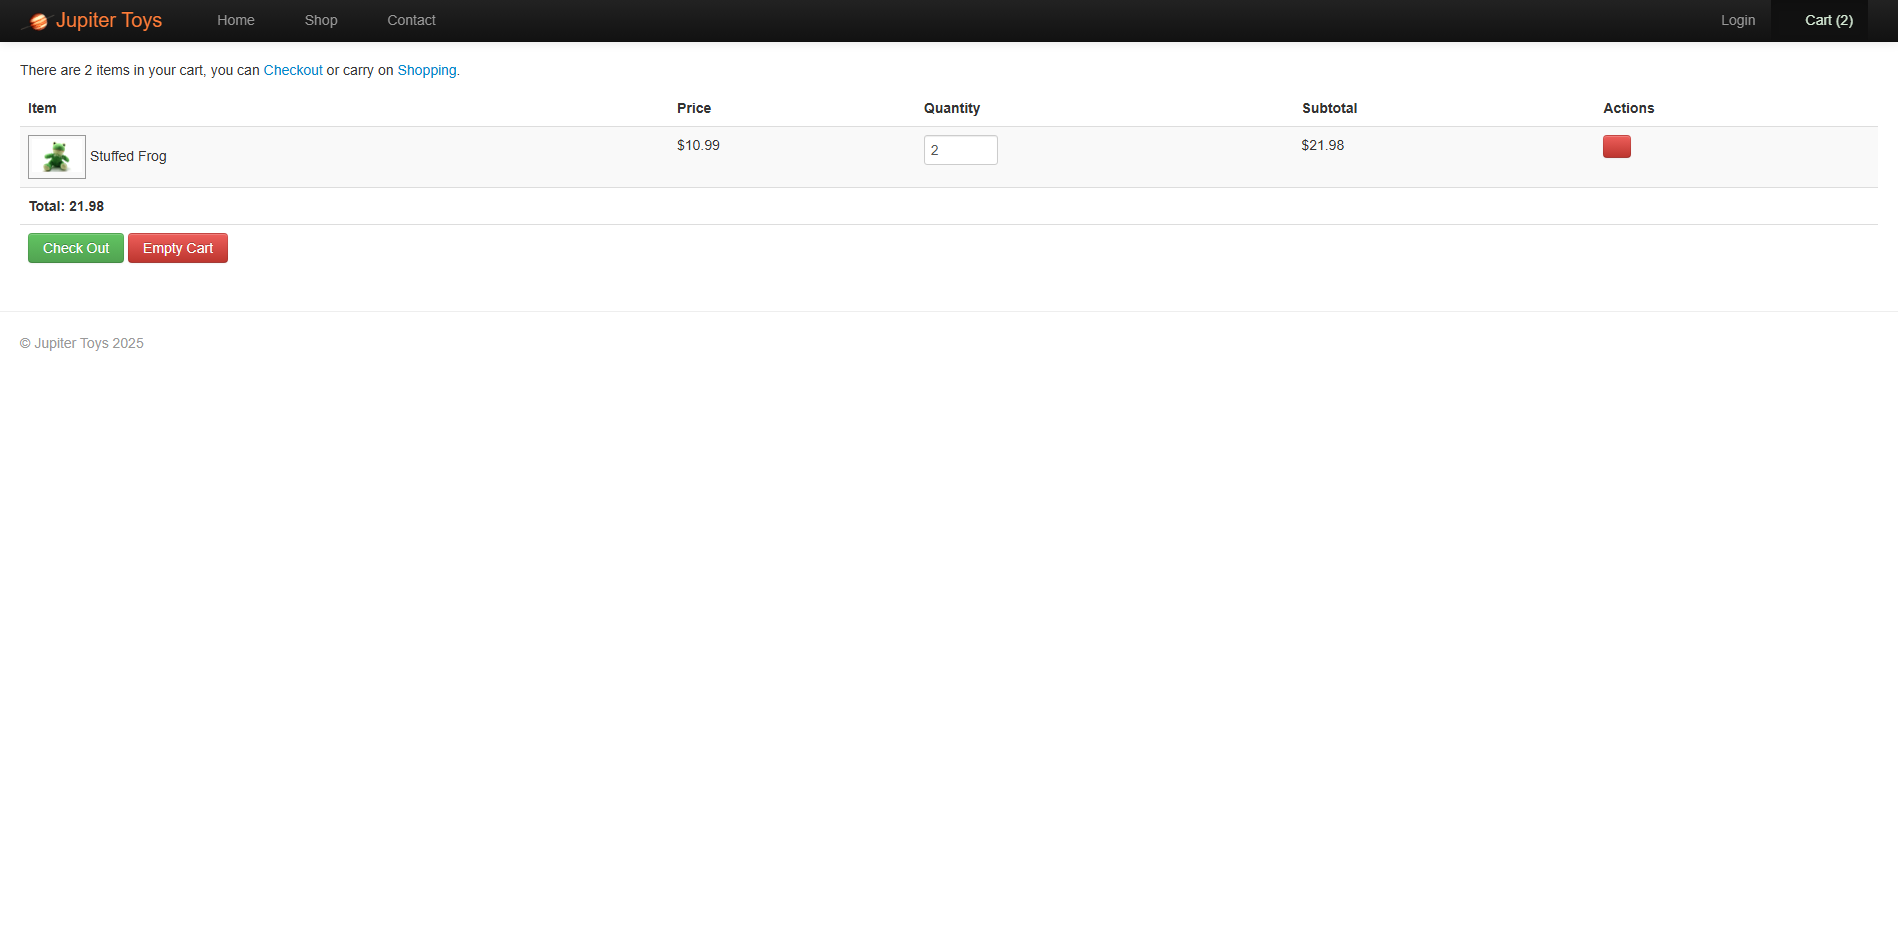 Jupiter Toys Home Shop Contact Login Cart (2)
There are 2 items in your cart, you can Checkout or carry on Shopping.
Item Price Quantity Subtotal Actions
Stuffed Frog $10.99 2 $21.98
Total: 21.98
Check Out Empty Cart
© Jupiter Toys 2025